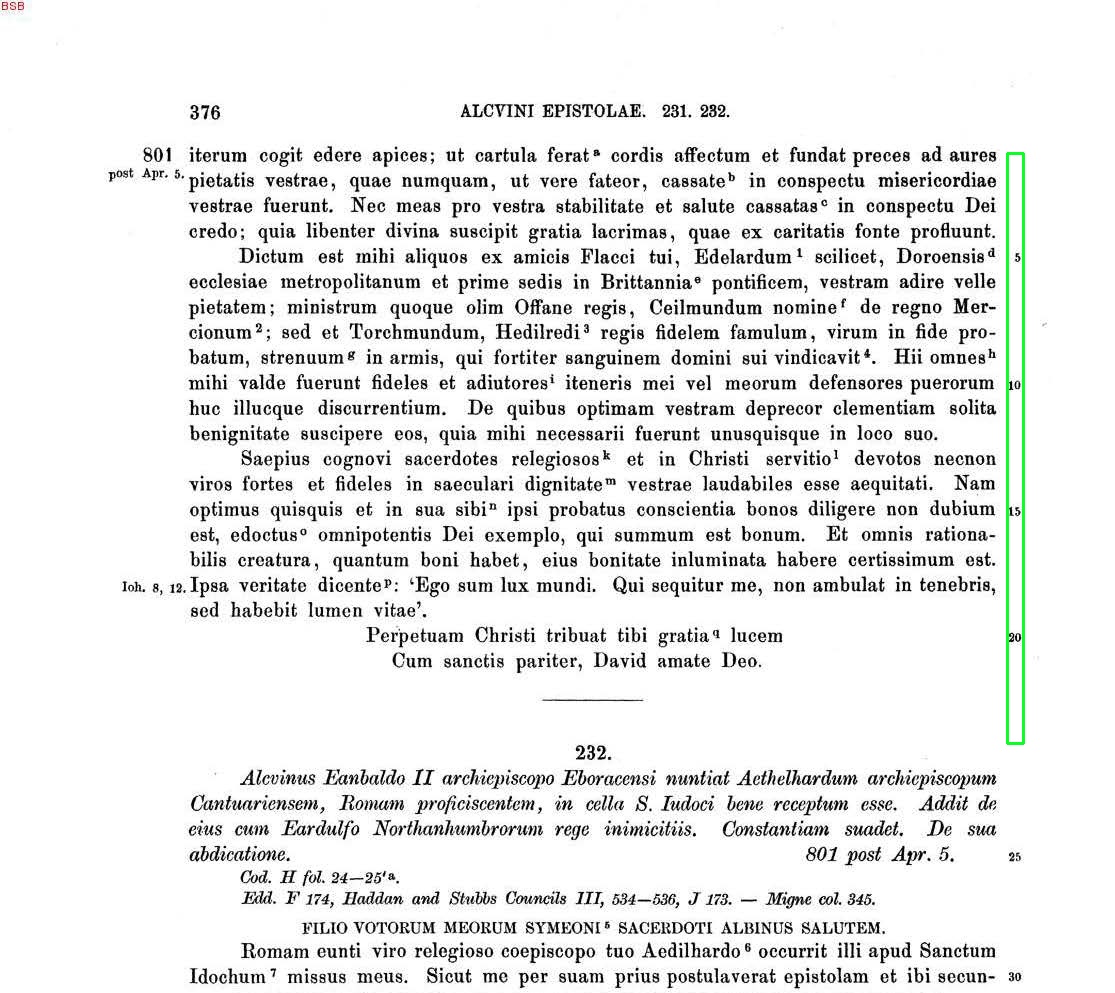 BSB
376 ALCVINI EPISTOLAE. 231. 232.
801 iterum cogit edere apices; ut cartula ferat a cordis affectum et fundat preces ad aures
post Apr. 5. pietatis vestrae, quae numquam, ut vere fateor, cassate b in conspectu misericordiae
vestrae fuerunt. Nec meas pro vestra stabilitate et salute cassatas c in conspectu Dei
credo; quia libenter divina suscipit gratia lacrimas, quae ex caritatis fonte profluunt.
Dictum est mihi aliquos ex amicis Flacci tui, Edelardum 1 scilicet, Doroensis d 5
ecclesiae metropolitanum et prime sedis in Brittannia e pontificem, vestram adire velle
pietatem; ministrum quoque olim Offane regis, Ceilmundum nomine f de regno Mer-
cionum 2; sed et Torchmundum, Hedilredi 3 regis fidelem famulum, virum in fide pro-
batum, strenuum g in armis, qui fortiter sanguinem domini sui vindicavit 4. Hii omnes h
mihi valde fuerunt fideles et adiutores i iteneris mei vel meorum defensores puerorum 10
huc illucque discurrentium. De quibus optimam vestram deprecor clementiam solita
benignitate suscipere eos, quia mihi necessarii fuerunt unusquisque in loco suo.
Saepius cognovi sacerdotes relegiosos k et in Christi servitio l devotos necnon
viros fortes et fideles in saeculari dignitate m vestrae laudabiles esse aequitati. Nam
optimus quisquis et in sua sibi n ipsi probatus conscientia bonos diligere non dubium 15
est, edoctus o omnipotentis Dei exemplo, qui summum est bonum. Et omnis rationa-
bilis creatura, quantum boni habet, eius bonitate inluminata habere certissimum est.
Ioh. 8, 12. Ipsa veritate dicente p: ‘Ego sum lux mundi. Qui sequitur me, non ambulat in tenebris,
sed habebit lumen vitae’.
Perpetuam Christi tribuat tibi gratia q lucem 20
Cum sanctis pariter, David amate Deo.
232.
Alcvinus Eanbaldo II archiepiscopo Eboracensi nuntiat Aethelhardum archiepiscopum
Cantuariensem, Romam proficiscentem, in cella S. Iudoci bene receptum esse. Addit de
eius cum Eardulfo Northanhumbrorum rege inimicitiis. Constantiam suadet. De sua
abdicatione. 801 post Apr. 5. 25
Cod. H fol. 24—25' a.
Edd. F 174, Haddan and Stubbs Councils III, 534—536, J 173. — Migne col. 345.
FILIO VOTORUM MEORUM SYMEONI 5 SACERDOTI ALBINUS SALUTEM.
Romam eunti viro relegioso coepiscopo tuo Aedilhardo 6 occurrit illi apud Sanctum
Idochum 7 missus meus. Sicut me per suam prius postulaverat epistolam et ibi secun- 30